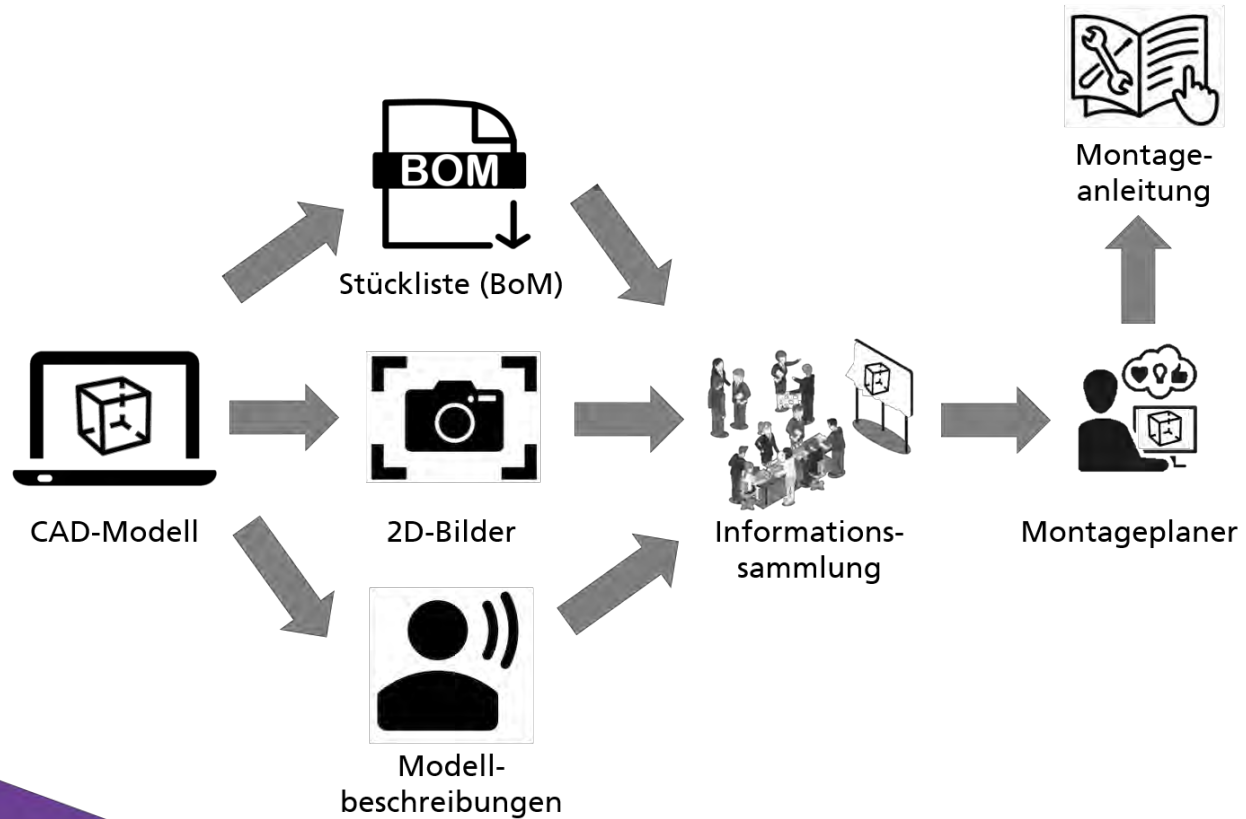 BOM
Stückliste (BoM)
CAD-Modell
2D-Bilder
Modell-
beschreibungen
Informations-
sammlung
Montageplaner
Montage-
anleitung